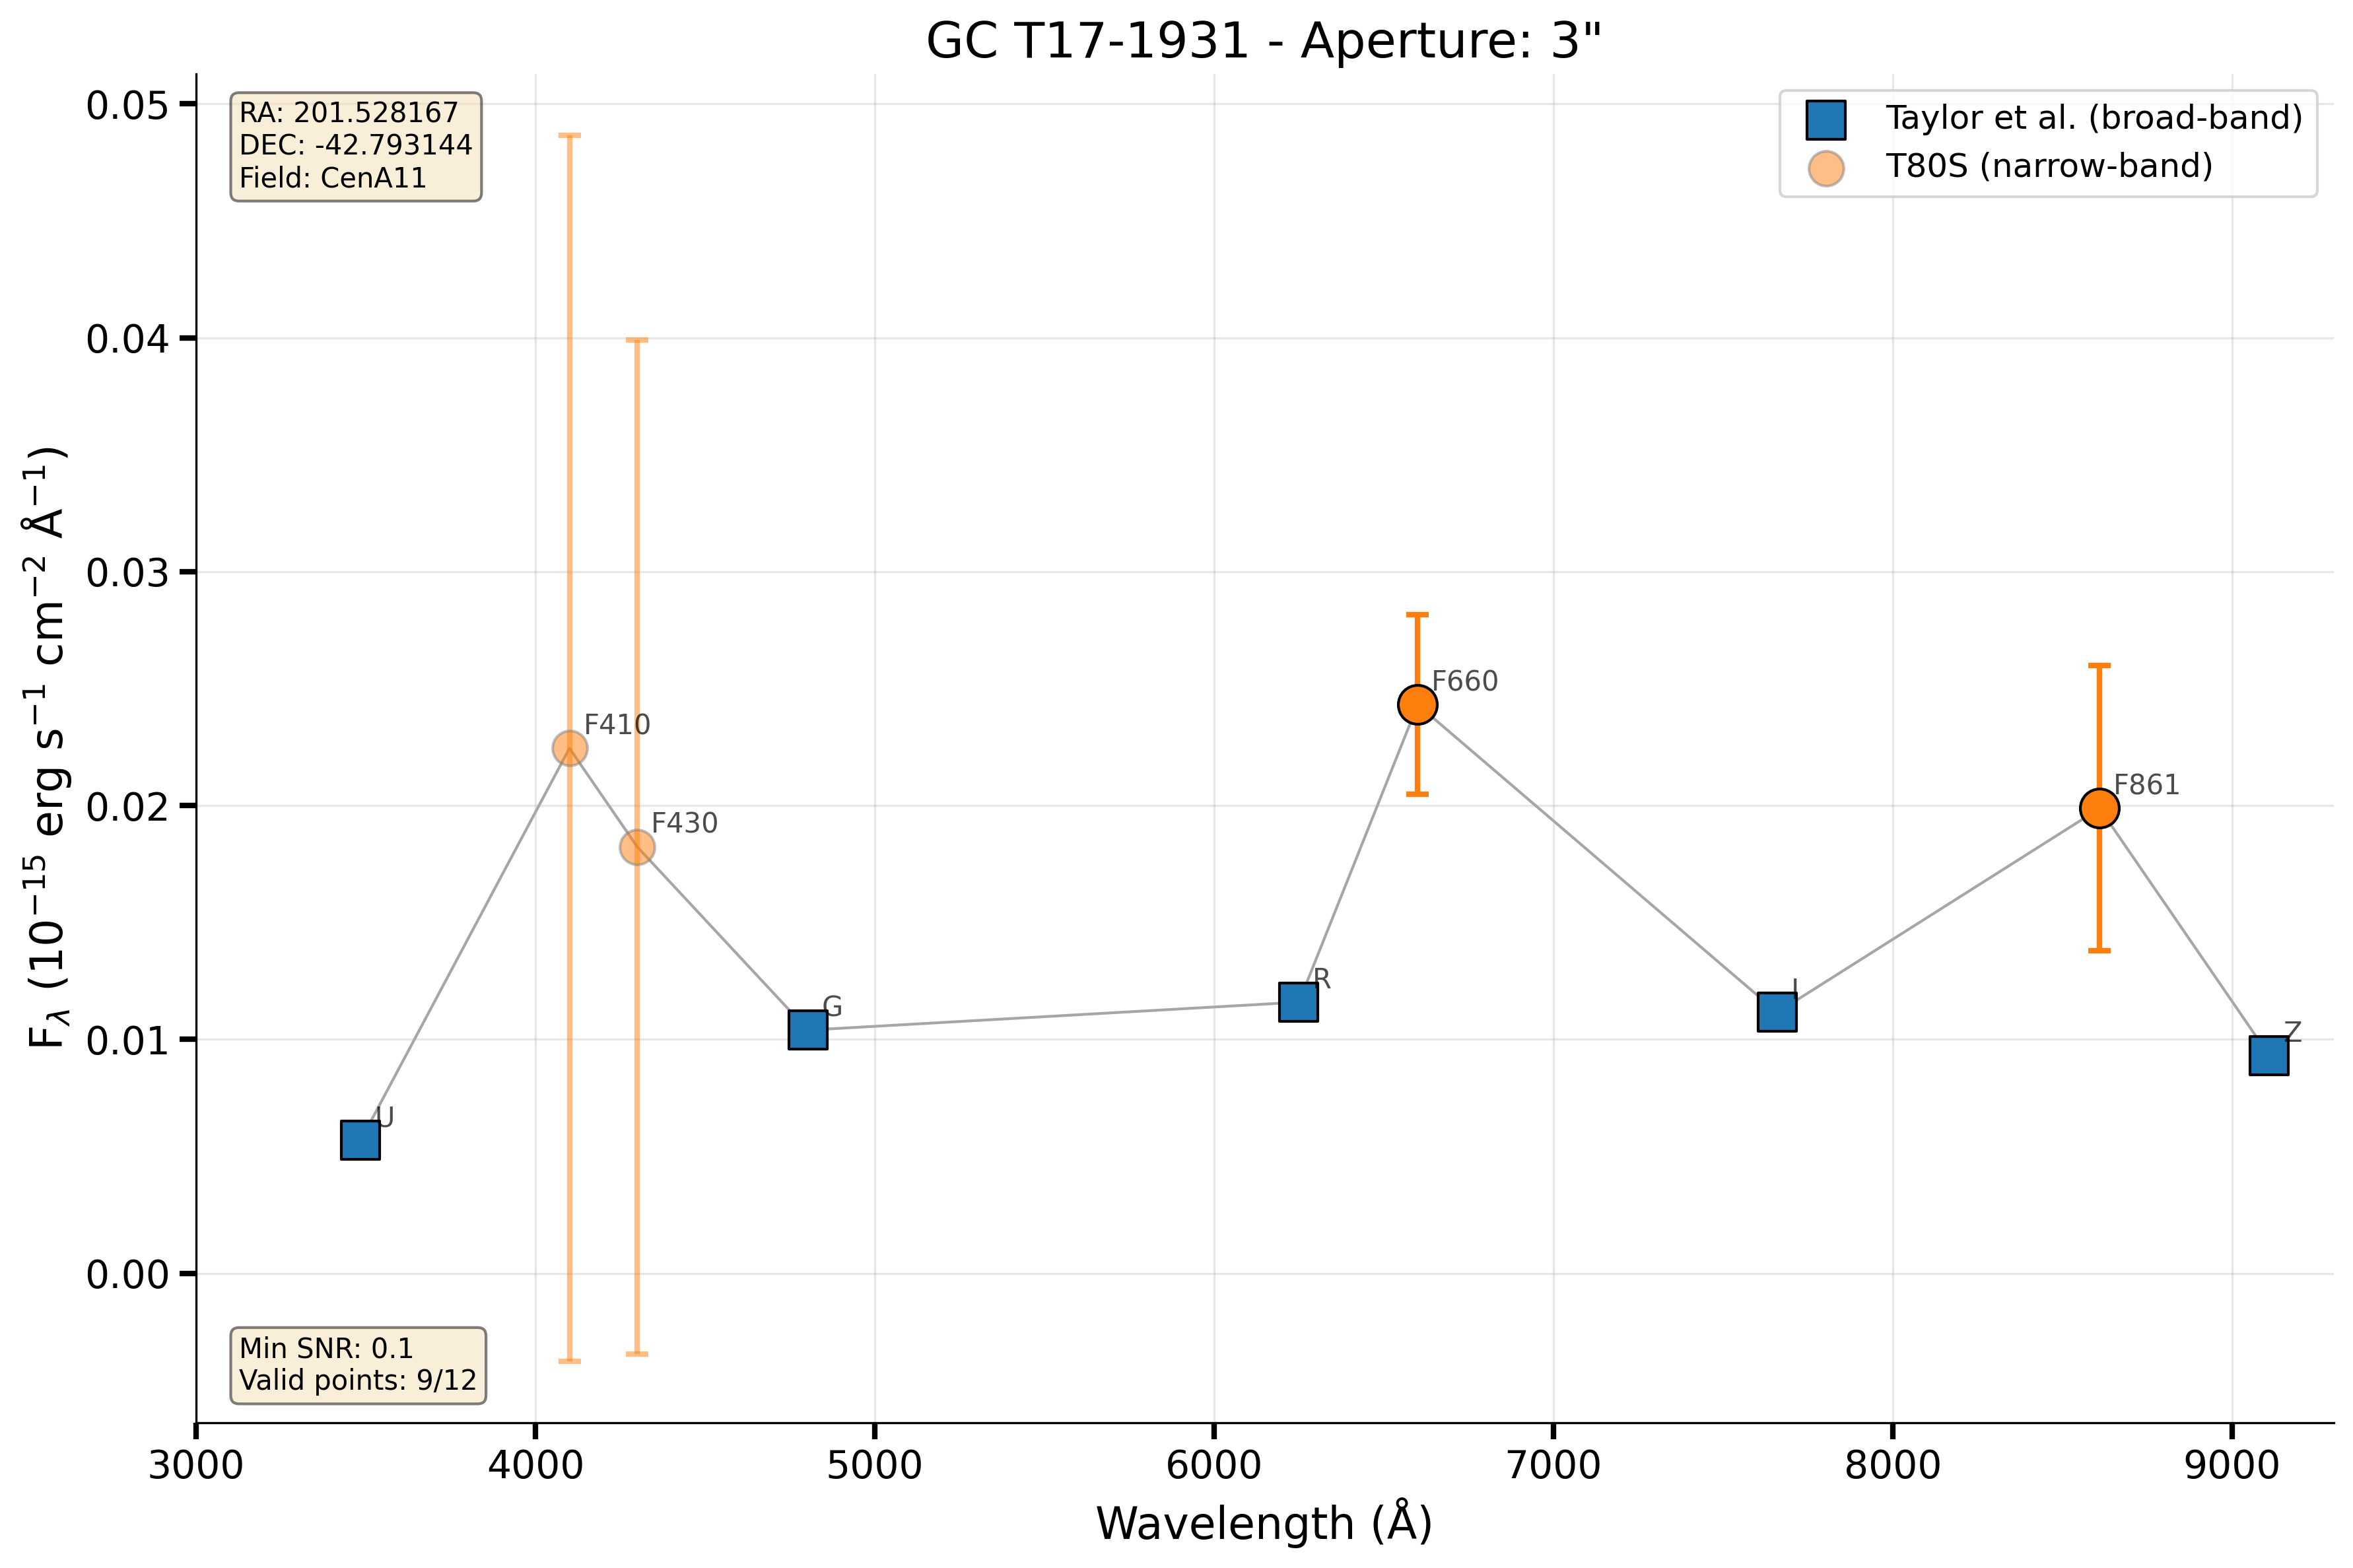 GC T17-1931 - Aperture: 3"
RA: 201.528167
DEC: -42.793144
Field: CenA11
Taylor et al. (broad-band)
T80S (narrow-band)
0.05
0.04
0.03
0.02
0.01
0.00
F𝜆 (10⁻¹⁵ erg s⁻¹ cm⁻² Å⁻¹)
U
F410
F430
G
R
F660
I
F861
Z
Min SNR: 0.1
Valid points: 9/12
3000 4000 5000 6000 7000 8000 9000
Wavelength (Å)